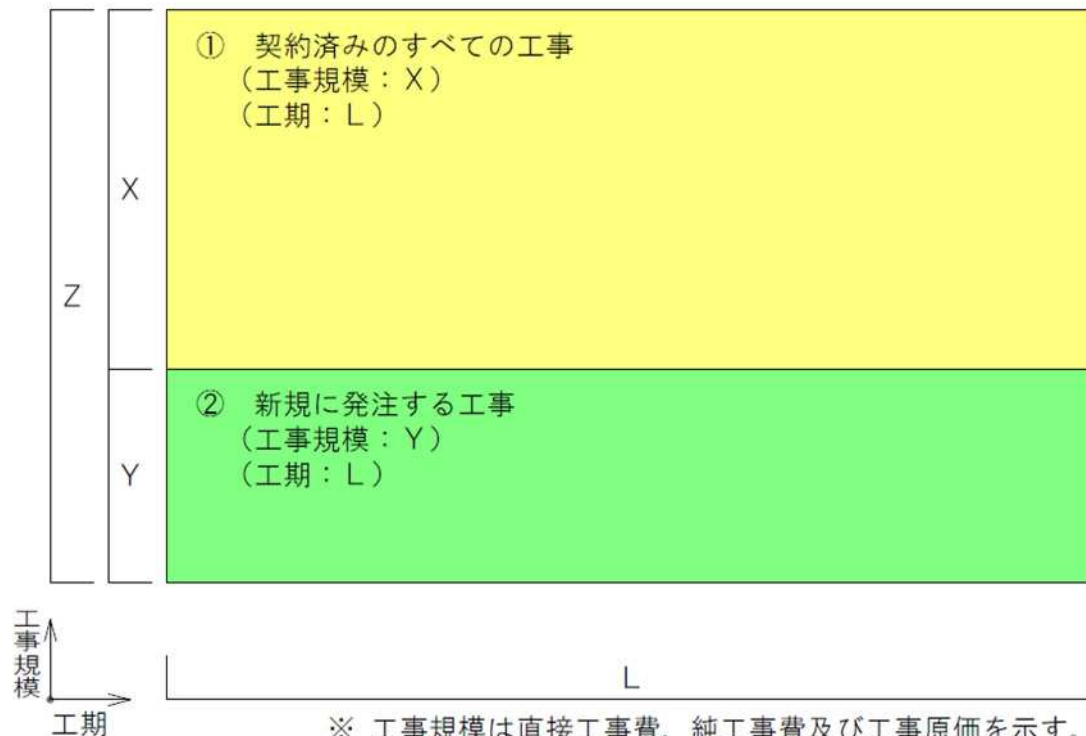 ① 契約済みのすべての工事
(工事規模：X)
(工期：L)
X
Z
② 新規に発注する工事
(工事規模：Y)
(工期：L)
Y
工事規模
工期
L
※ 工事規模は直接工事費、純工事費及び工事原価を示す。